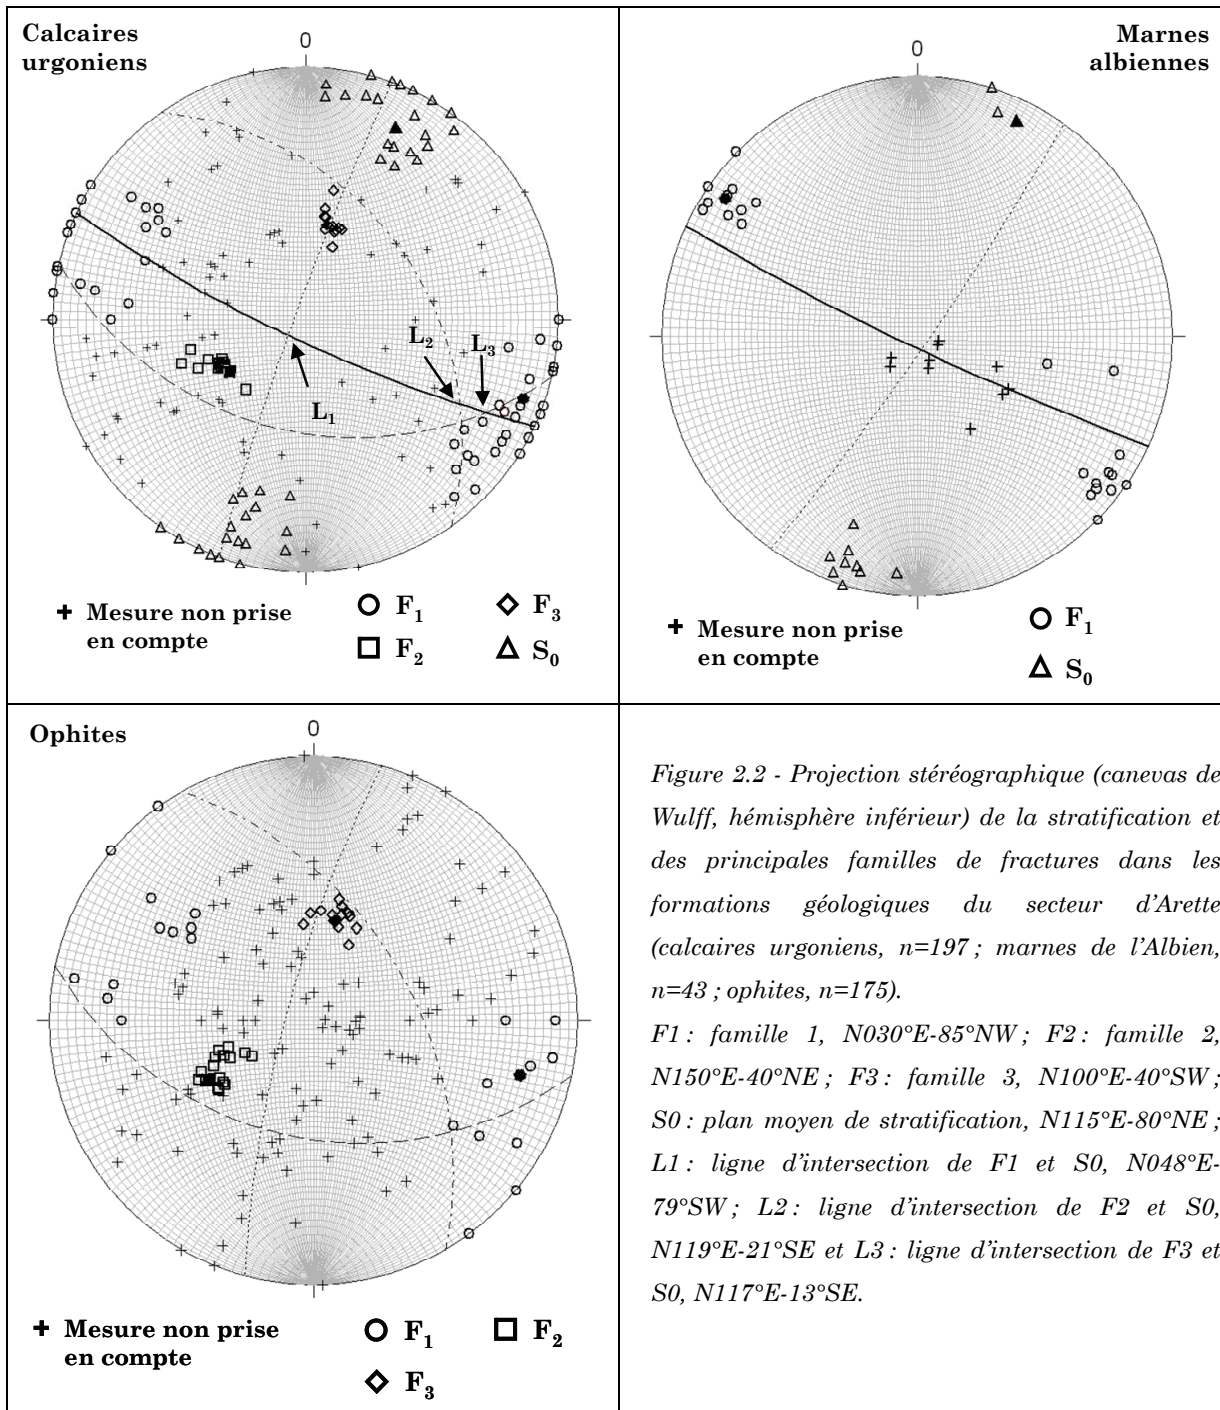 Calcaires
urgoniens
0
L₂
L₃
L₁
+ Mesure non prise
en compte
F₁
F₂
F₃
S₀
Marnes
albiennes
0
+ Mesure non prise
en compte
F₁
S₀
Ophites
0
+ Mesure non prise
en compte
F₁
F₂
F₃
Figure 2.2 - Projection stéréographique (canevas de
Wulff, hémisphère inférieur) de la stratification et
des principales familles de fractures dans les
formations géologiques du secteur d'Arette
(calcaires urgoniens, n=197 ; marnes de l'Albien,
n=43 ; ophites, n=175).
F1 : famille 1, N030°E-85°NW ; F2 : famille 2,
N150°E-40°NE ; F3 : famille 3, N100°E-40°SW ;
S0 : plan moyen de stratification, N115°E-80°NE ;
L1 : ligne d'intersection de F1 et S0, N048°E-
79°SW ; L2 : ligne d'intersection de F2 et S0,
N119°E-21°SE et L3 : ligne d'intersection de F3 et
S0, N117°E-13°SE.